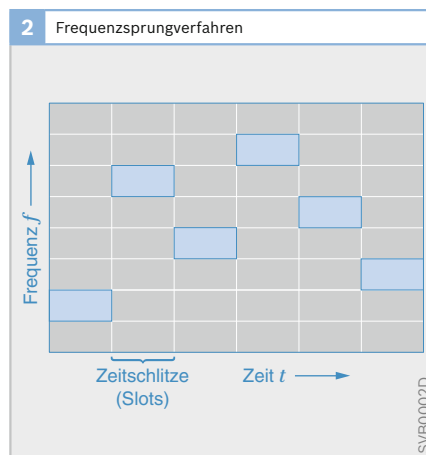 2 Frequenzsprungverfahren
Frequenz f
Zeitschlitze
(Slots)
Zeit t
SVB0002D